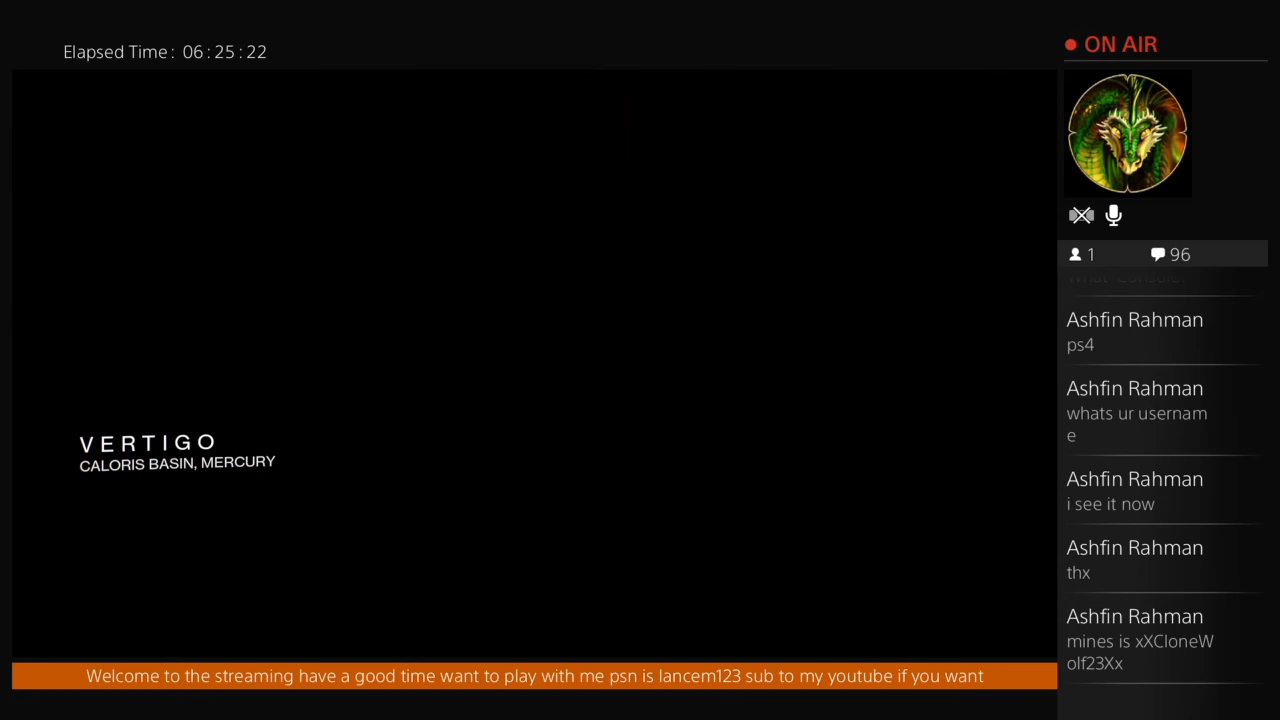 Elapsed Time: 06:25:22
ON AIR
1 96
What console?
Ashfin Rahman
ps4
Ashfin Rahman
whats ur usernam
e
Ashfin Rahman
i see it now
Ashfin Rahman
thx
Ashfin Rahman
mines is xXCloneW
olf23Xx
VERTIGO
CALORIS BASIN, MERCURY
Welcome to the streaming have a good time want to play with me psn is lancem123 sub to my youtube if you want